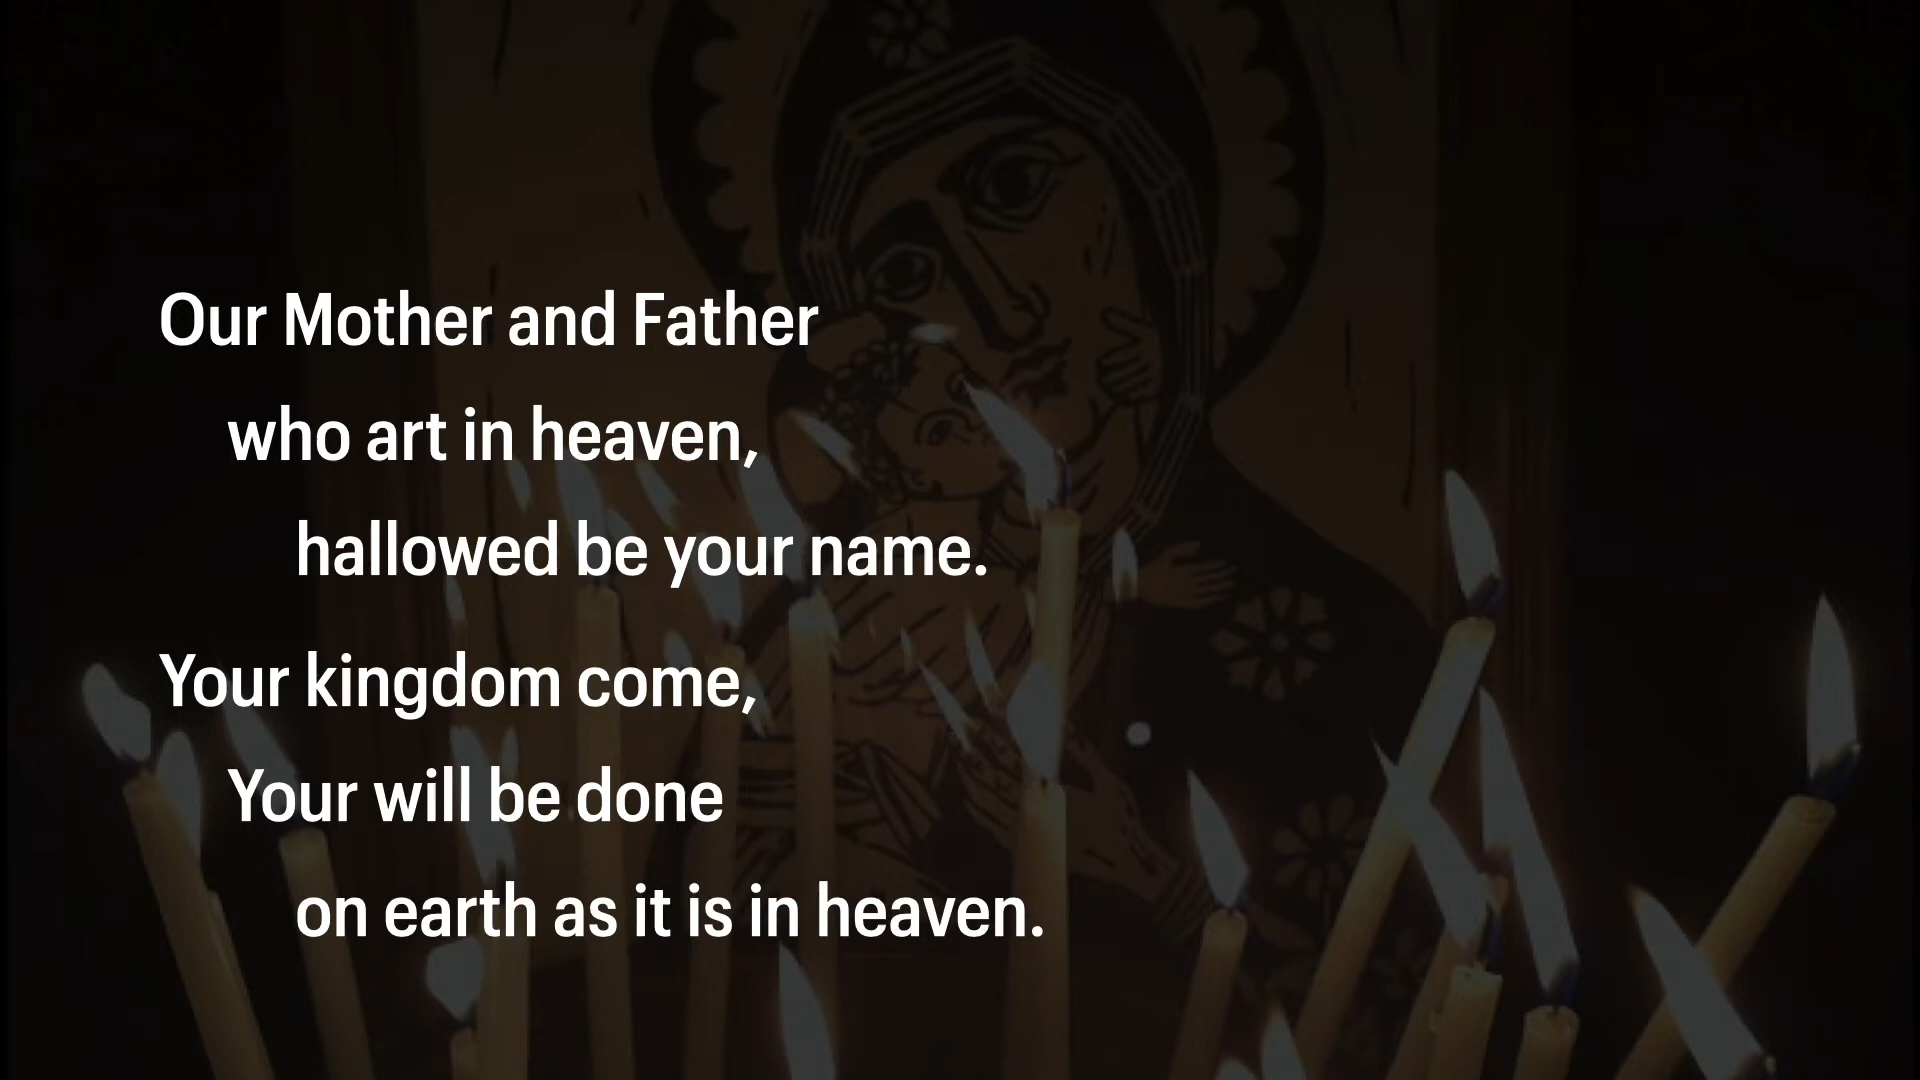 Our Mother and Father
who art in heaven,
hallowed be your name.
Your kingdom come,
Your will be done
on earth as it is in heaven.